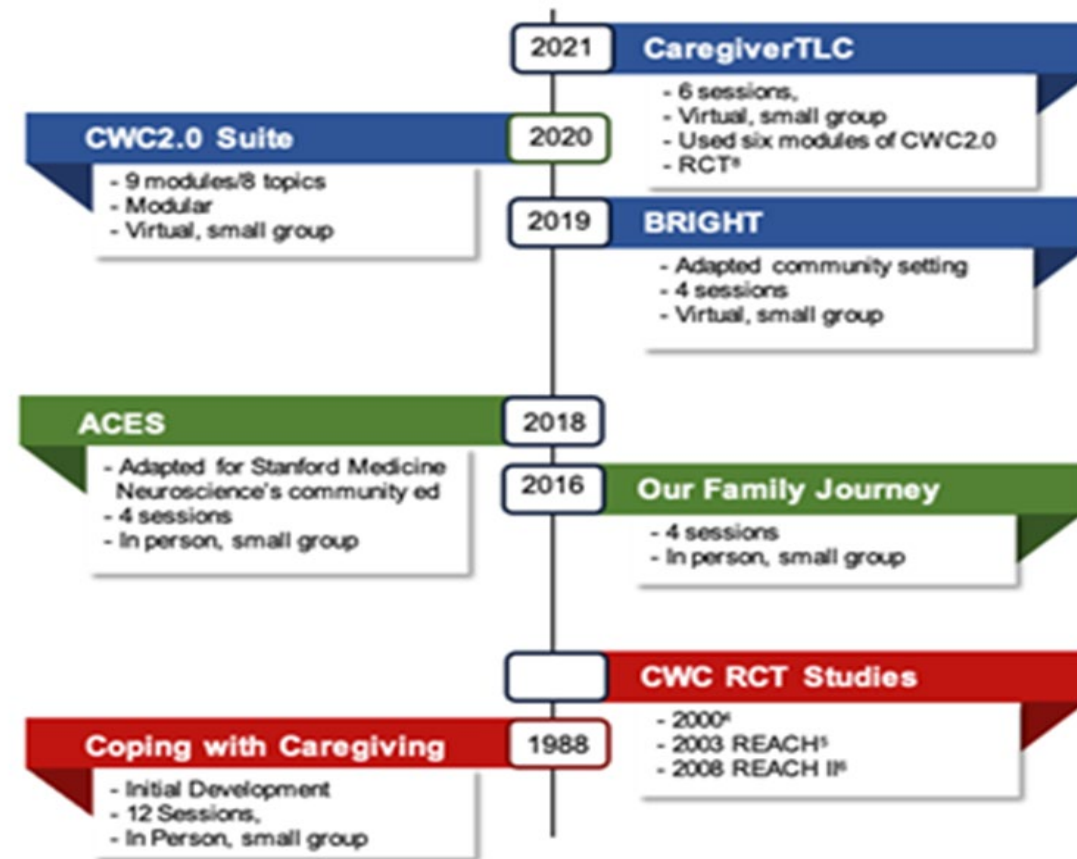 2021
CaregiverTLC
- 6 sessions,
- Virtual, small group
- Used six modules of CWC2.0
- RCT⁸
CWC2.0 Suite
2020
- 9 modules/8 topics
- Modular
- Virtual, small group
2019
BRIGHT
- Adapted community setting
- 4 sessions
- Virtual, small group
ACES
2018
- Adapted for Stanford Medicine
Neuroscience's community ed
- 4 sessions
- In person, small group
2016
Our Family Journey
- 4 sessions
- In person, small group
CWC RCT Studies
- 2000⁴
- 2003 REACH⁵
- 2008 REACH II⁶
Coping with Caregiving
1988
- Initial Development
- 12 Sessions,
- In Person, small group